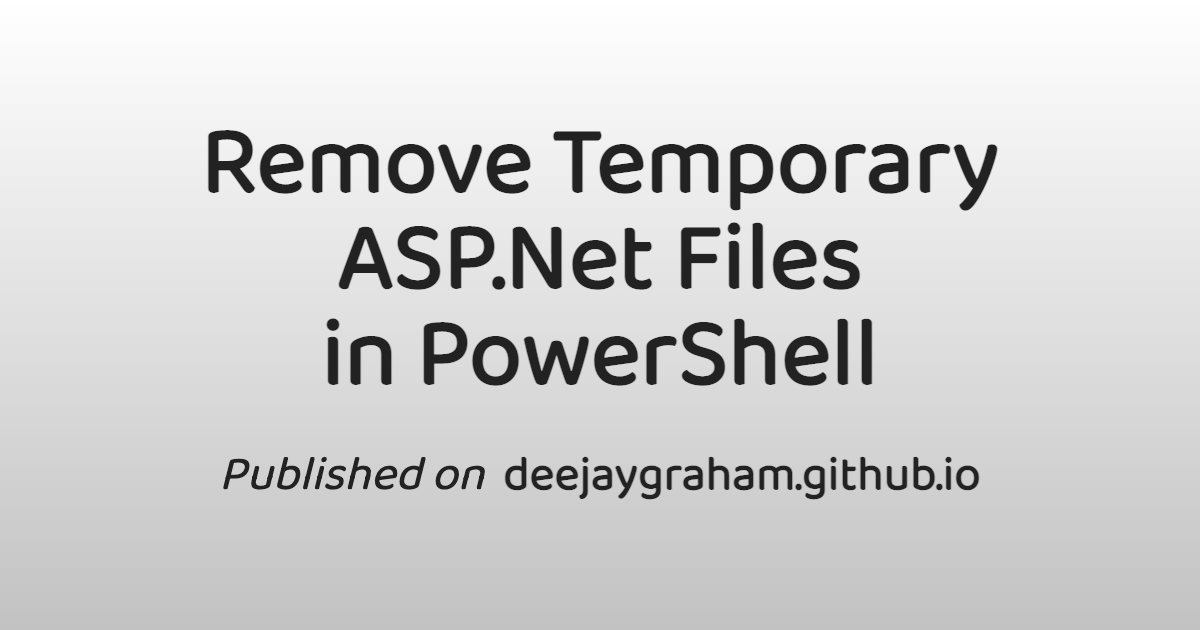 Remove Temporary
ASP.Net Files
in PowerShell
Published on deejaygraham.github.io